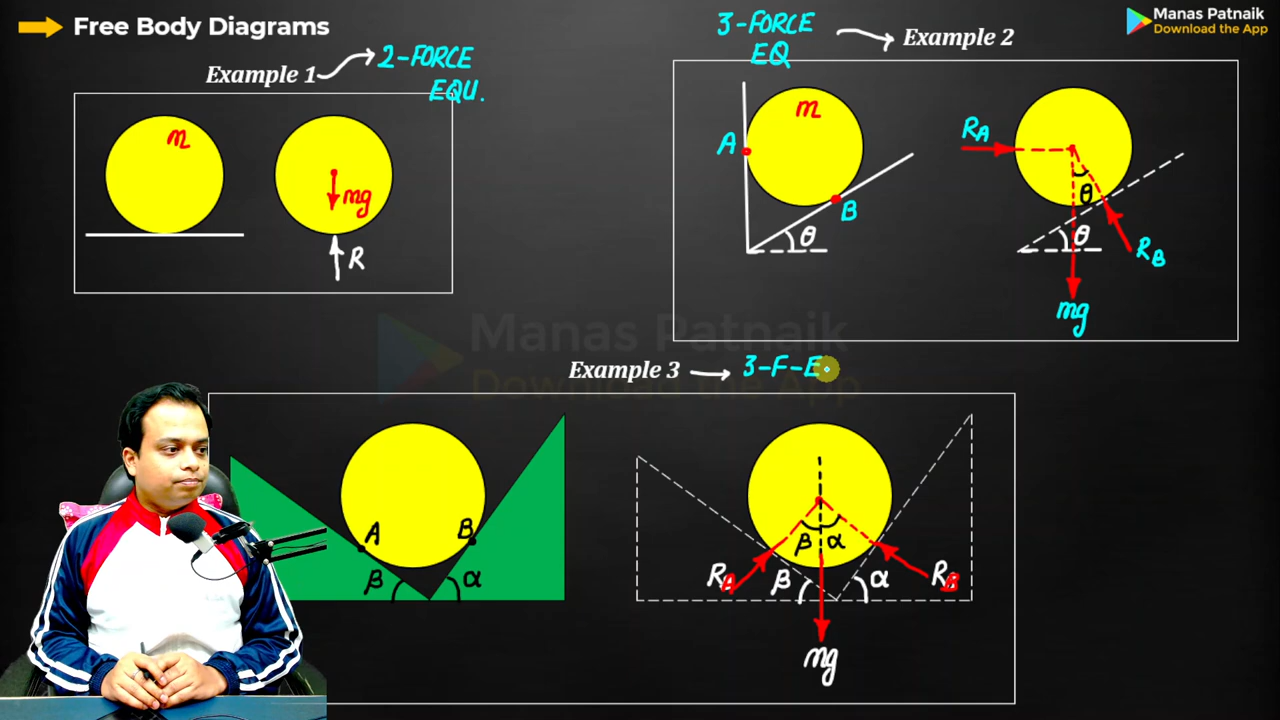 Free Body Diagrams
Manas Patnaik
Download the App
Example 1
2-FORCE
EQU.
m
mg
R
3-FORCE
EQ
Example 2
A
m
B
θ
RA
θ
θ
RB
mg
Manas Patnaik
Download the App
Example 3
3-F-E
A
B
β
α
β
α
RA
β
α
RB
mg